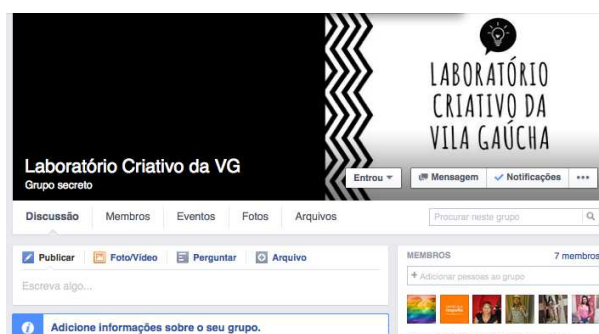 LABORATÓRIO
CRIATIVO DA
VILA GAÚCHA
Laboratório Criativo da VG
Grupo secreto
Entrou
Mensagem
Notificações
Discussão
Membros
Eventos
Fotos
Arquivos
Procurar neste grupo
Publicar
Foto/Vídeo
Perguntar
Arquivo
Escreva algo...
Adicione informações sobre o seu grupo.
MEMBROS
7 membros
+ Adicionar pessoas ao grupo